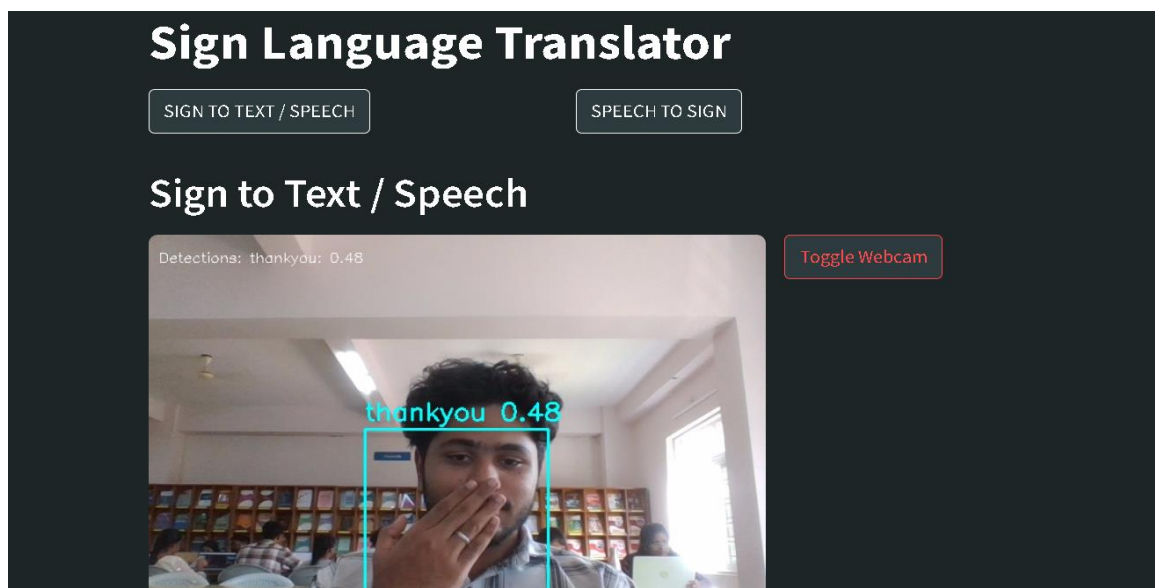 Sign Language Translator
SIGN TO TEXT / SPEECH
SPEECH TO SIGN
Sign to Text / Speech
Detections: thankyou: 0.48
Toggle Webcam
thankyou 0.48